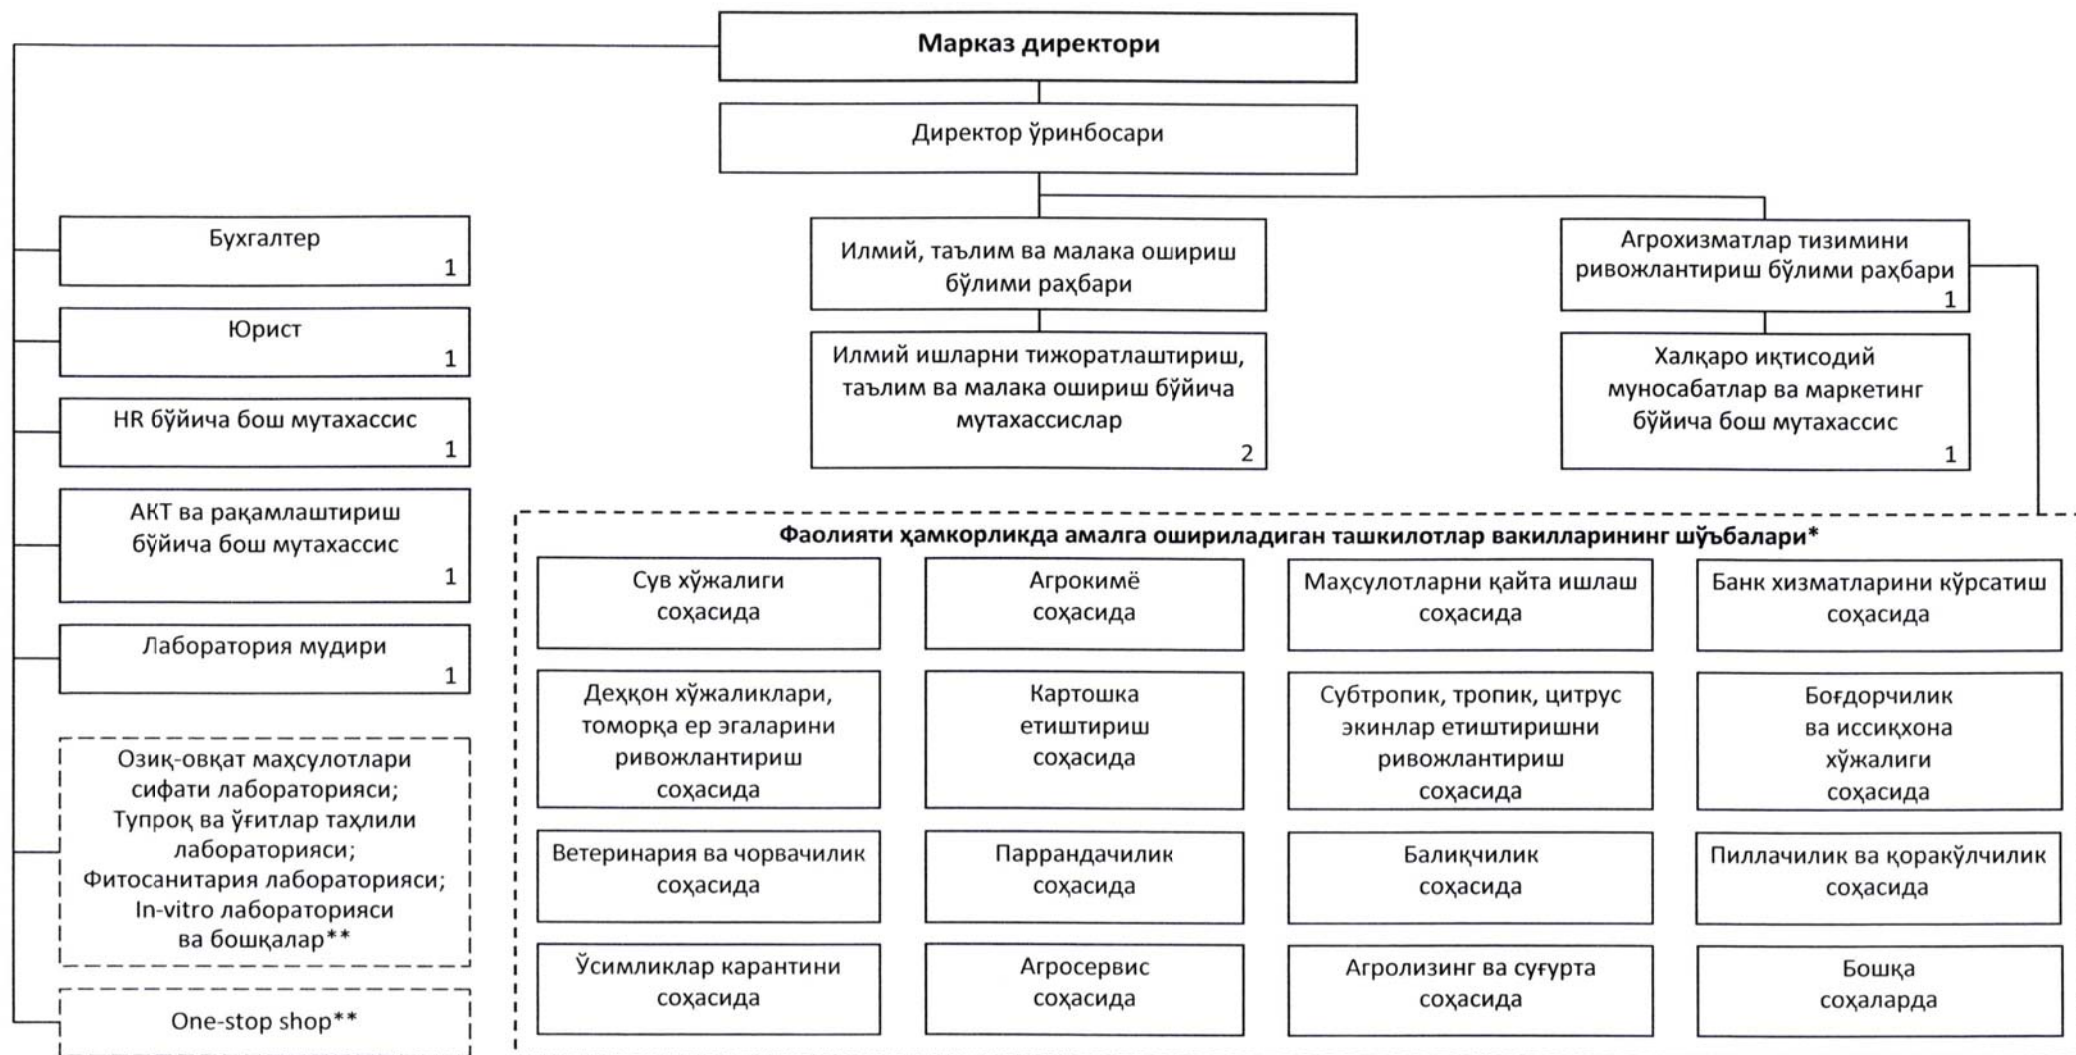 Марказ директори
Директор ўринбосари
Бухгалтер
1
Юрист
1
HR бўйича бош мутахассис
1
АКТ ва рақамлаштириш
бўйича бош мутахассис
1
Лаборатория мудири
1
Озиқ-овқат маҳсулотлари
сифати лабораторияси;
Тупроқ ва ўғитлар таҳлили
лабораторияси;
Фитосанитария лабораторияси;
In-vitro лабораторияси
ва бошқалар**
One-stop shop**
Илмий, таълим ва малака ошириш
бўлими раҳбари
Илмий ишларни тижоратлаштириш,
таълим ва малака ошириш бўйича
мутахассислар
2
Агрохизматлар тизимини
ривожлантириш бўлими раҳбари
1
Халқаро иқтисодий
муносабатлар ва маркетинг
бўйича бош мутахассис
1
Фаолияти ҳамкорликда амалга ошириладиган ташкилотлар вакилларининг шўъбалари*
Сув хўжалиги
соҳасида
Агрокимё
соҳасида
Маҳсулотларни қайта ишлаш
соҳасида
Банк хизматларини кўрсатиш
соҳасида
Деҳқон хўжаликлари,
томорқа ер эгаларини
ривожлантириш
соҳасида
Картошка
етиштириш
соҳасида
Субтропик, тропик, цитрус
экинлар етиштиришни
ривожлантириш
соҳасида
Боғдорчилик
ва иссиқхона
хўжалиги
соҳасида
Ветеринария ва чорвачилик
соҳасида
Паррандачилик
соҳасида
Балиқчилик
соҳасида
Пиллачилик ва қоракўлчилик
соҳасида
Ўсимликлар карантини
соҳасида
Агросервис
соҳасида
Агролизинг ва суғурта
соҳасида
Бошқа
соҳаларда